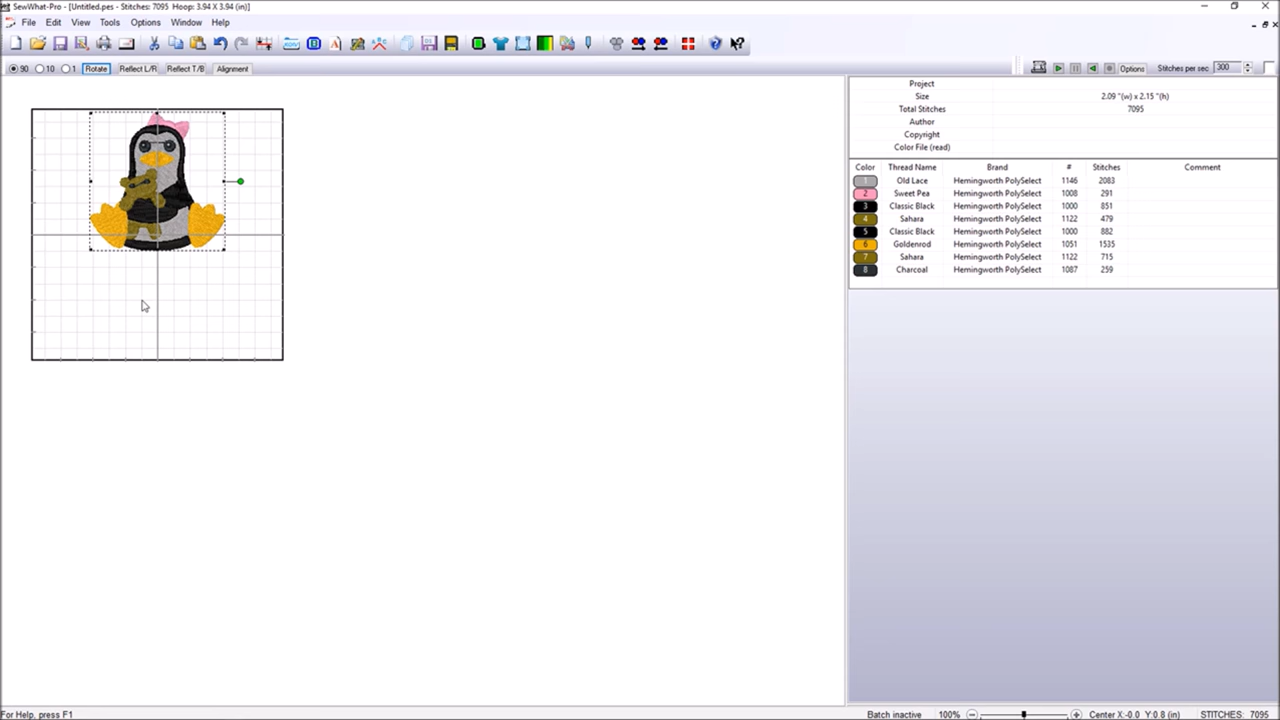 SewWhat-Pro - [Untitled.pes - Stitches: 7095 Hoop: 3.94 X 3.94 (in)]
File Edit View Tools Options Window Help
90 10 1 Rotate Reflect L/R Reflect T/B Alignment Options Stitches per sec 300
Project
Size 2.09 "(w) x 2.15 "(h)
Total Stitches 7095
Author
Copyright
Color File (read)
Color Thread Name Brand # Stitches Comment
1 Old Lace Hemingworth PolySelect 1146 2083
2 Sweet Pea Hemingworth PolySelect 1008 291
3 Classic Black Hemingworth PolySelect 1000 851
4 Sahara Hemingworth PolySelect 1122 479
5 Classic Black Hemingworth PolySelect 1000 882
6 Goldenrod Hemingworth PolySelect 1051 1535
7 Sahara Hemingworth PolySelect 1122 715
8 Charcoal Hemingworth PolySelect 1087 259
For Help, press F1 Batch inactive 100% Center X:-0.0 Y:0.8 (in) STITCHES: 7095